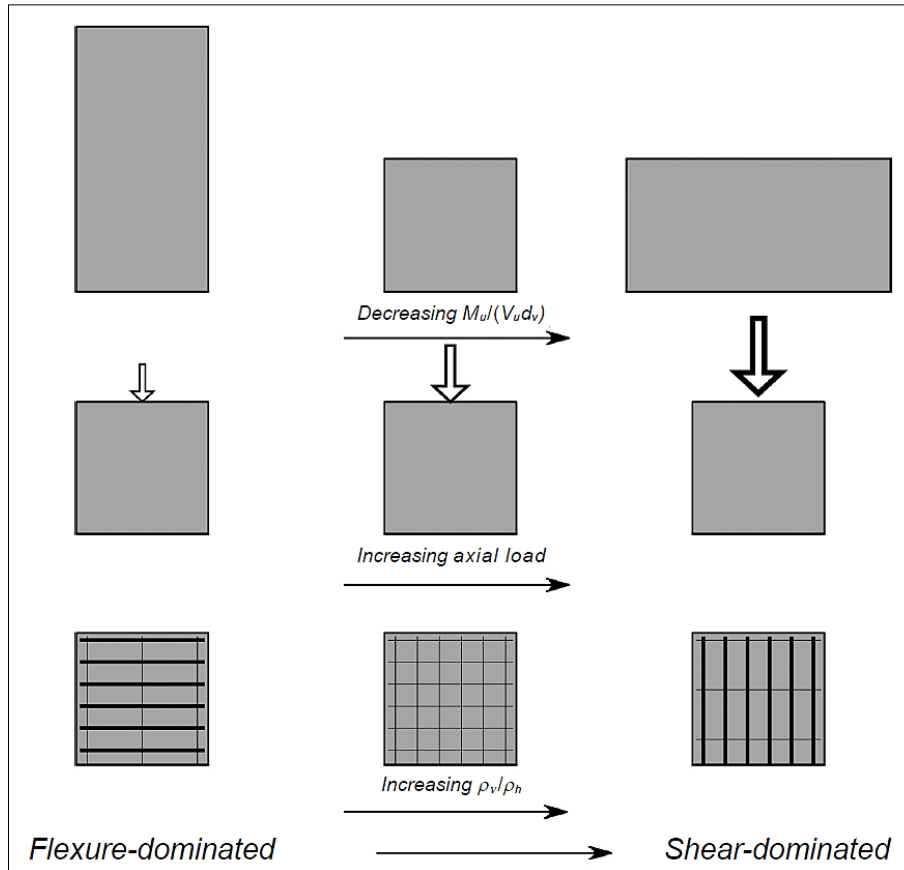 Decreasing Mᵤ/(Vᵤdᵥ)
Increasing axial load
Increasing ρᵥ/ρₕ
Flexure-dominated
Shear-dominated